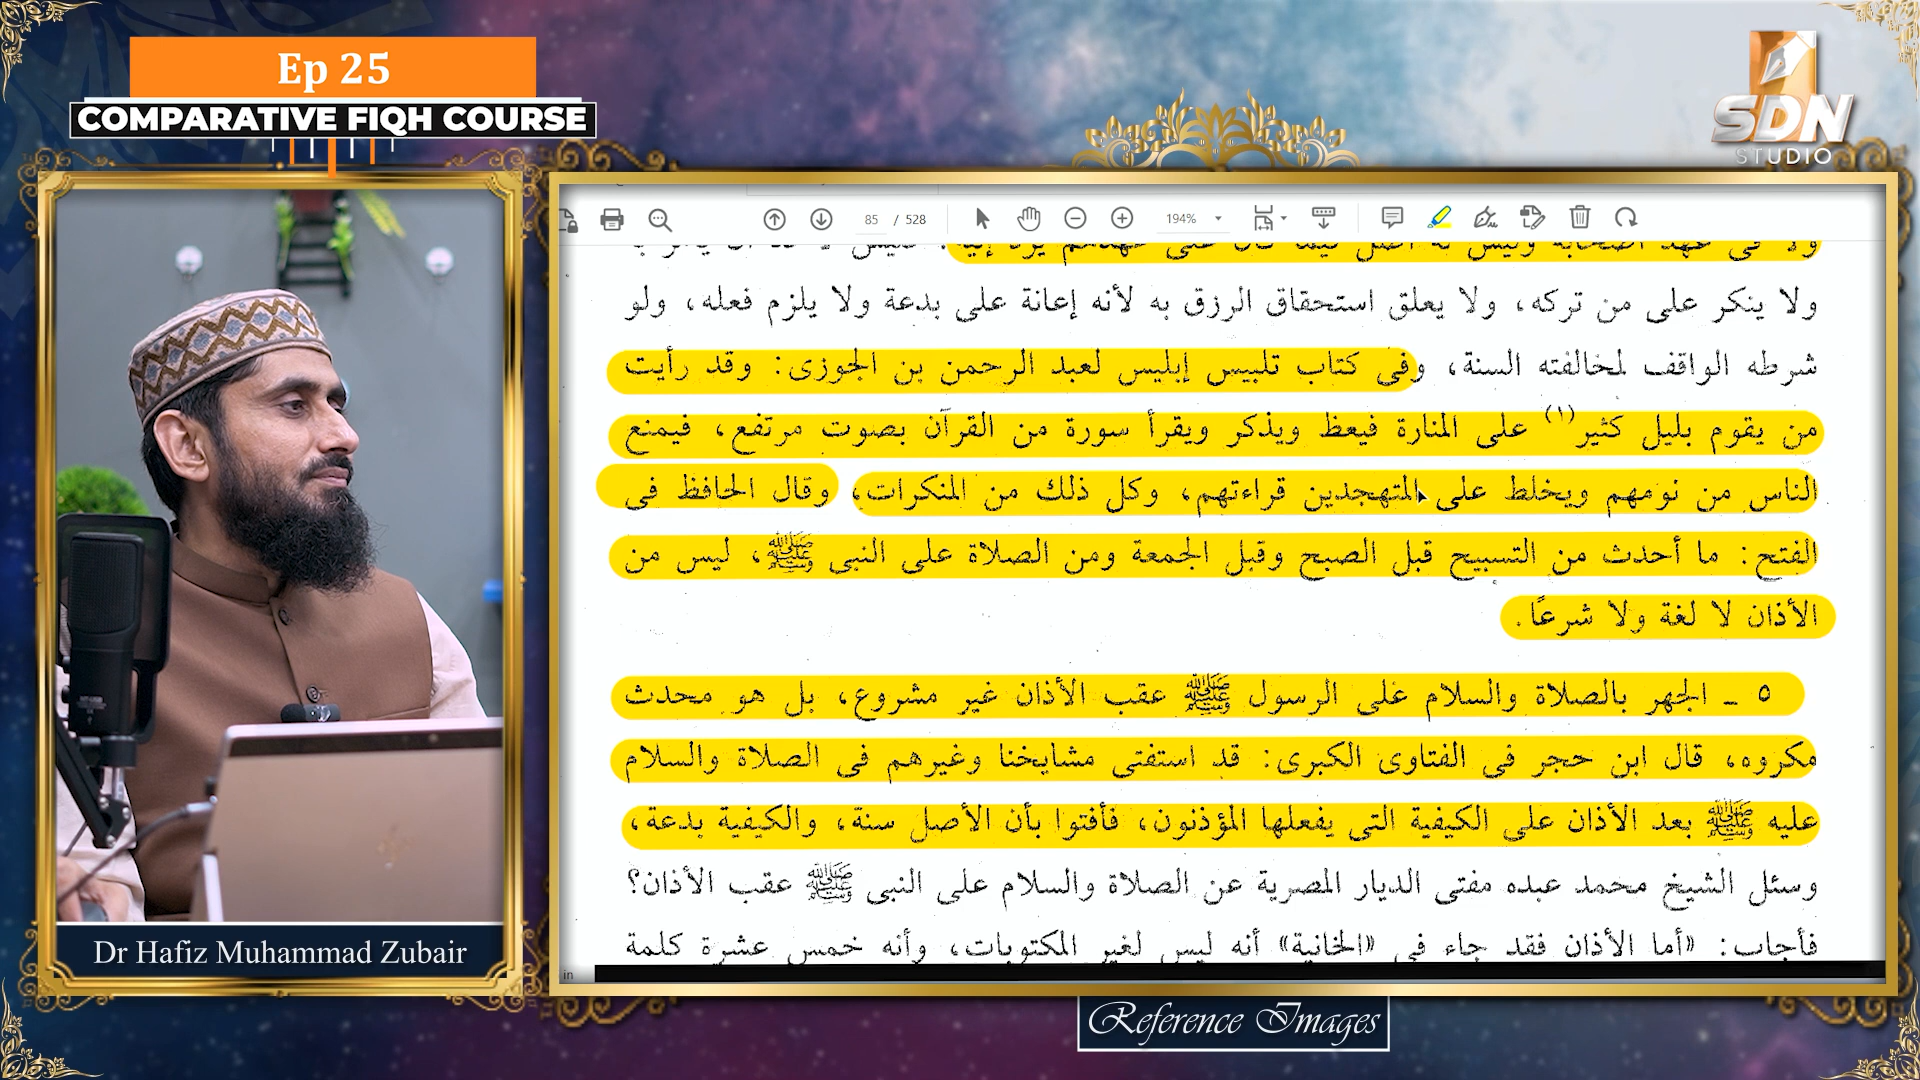 Ep 25
COMPARATIVE FIQH COURSE
SDN
STUDIO
85 / 528
194%
ولا ينكر على من تركه، ولا يعلق استحقاق الرزق به لأنه إعانة على بدعة ولا يلزم فعله، ولو
شرطه الواقف لمخالفته السنة، وفى كتاب تلبيس إبليس لعبد الرحمن بن الجوزى: وقد رأيت
من يقوم بليل كثير(١) على المنارة فيعظ ويذكر ويقرأ سورة من القرآن بصوت مرتفع، فيمنع
الناس من نومهم ويخلط على المتهجدين قراءتهم، وكل ذلك من المنكرات، وقال الحافظ فى
الفتح: ما أحدث من التسبيح قبل الصبح وقبل الجمعة ومن الصلاة على النبى ﷺ، ليس من
الأذان لا لغة ولا شرعًا.
٥ ـ الجهر بالصلاة والسلام على الرسول ﷺ عقب الأذان غير مشروع، بل هو محدث
مكروه، قال ابن حجر فى الفتاوى الكبرى: قد استفتى مشايخنا وغيرهم فى الصلاة والسلام
عليه ﷺ بعد الأذان على الكيفية التى يفعلها المؤذنون، فأفتوا بأن الأصل سنة، والكيفية بدعة،
وسئل الشيخ محمد عبده مفتى الديار المصرية عن الصلاة والسلام على النبى ﷺ عقب الأذان؟
فأجاب: «أما الأذان فقد جاء فى «الخانية» أنه ليس لغير المكتوبات، وأنه خمس عشرة كلمة
in
Dr Hafiz Muhammad Zubair
Reference Images